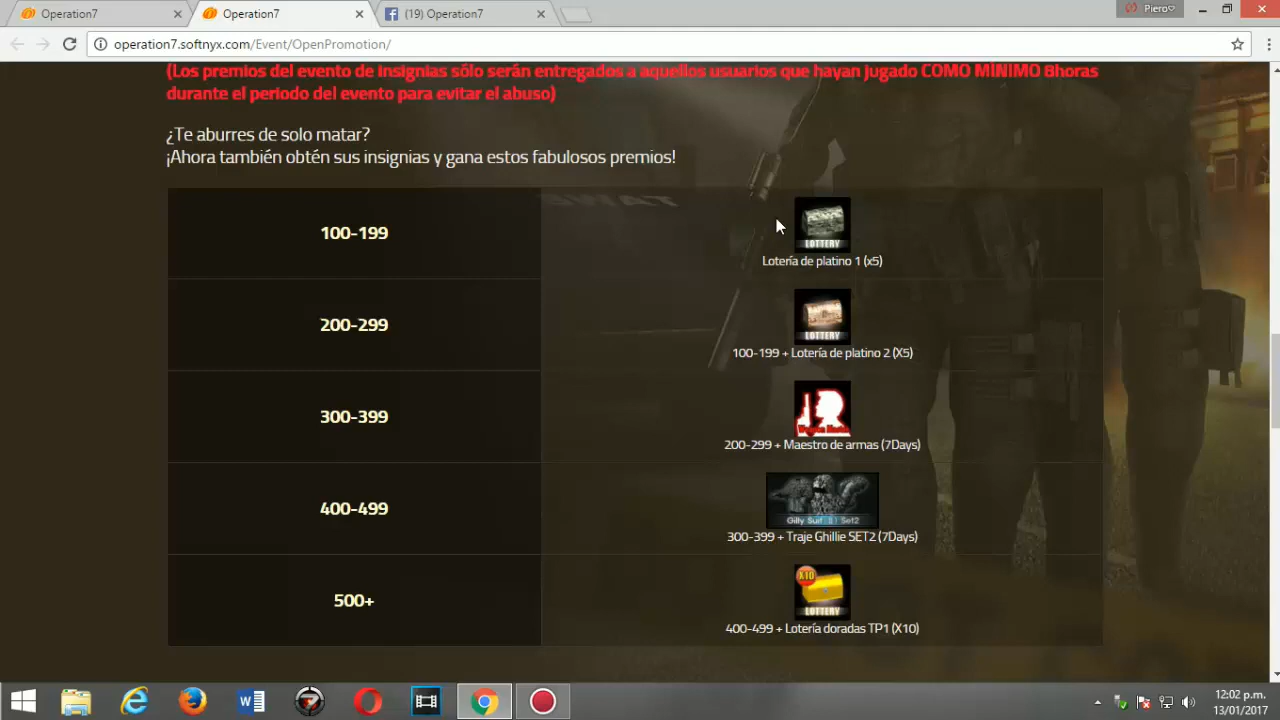 Operation7
Operation7
(19) Operation7
Piero
operation7.softnyx.com/Event/OpenPromotion/
(Los premios del evento de insignias sólo serán entregados a aquellos usuarios que hayan jugado COMO MÍNIMO 8horas
durante el periodo del evento para evitar el abuso)
¿Te aburres de solo matar?
¡Ahora también obtén sus insignias y gana estos fabulosos premios!
100-199
LOTTERY
Lotería de platino 1 (x5)
200-299
LOTTERY
100-199 + Lotería de platino 2 (X5)
300-399
200-299 + Maestro de armas (7Days)
400-499
Gilly Suit Set2
300-399 + Traje Ghillie SET2 (7Days)
500+
X10
LOTTERY
400-499 + Lotería doradas TP1 (X10)
12:02 p.m.
13/01/2017